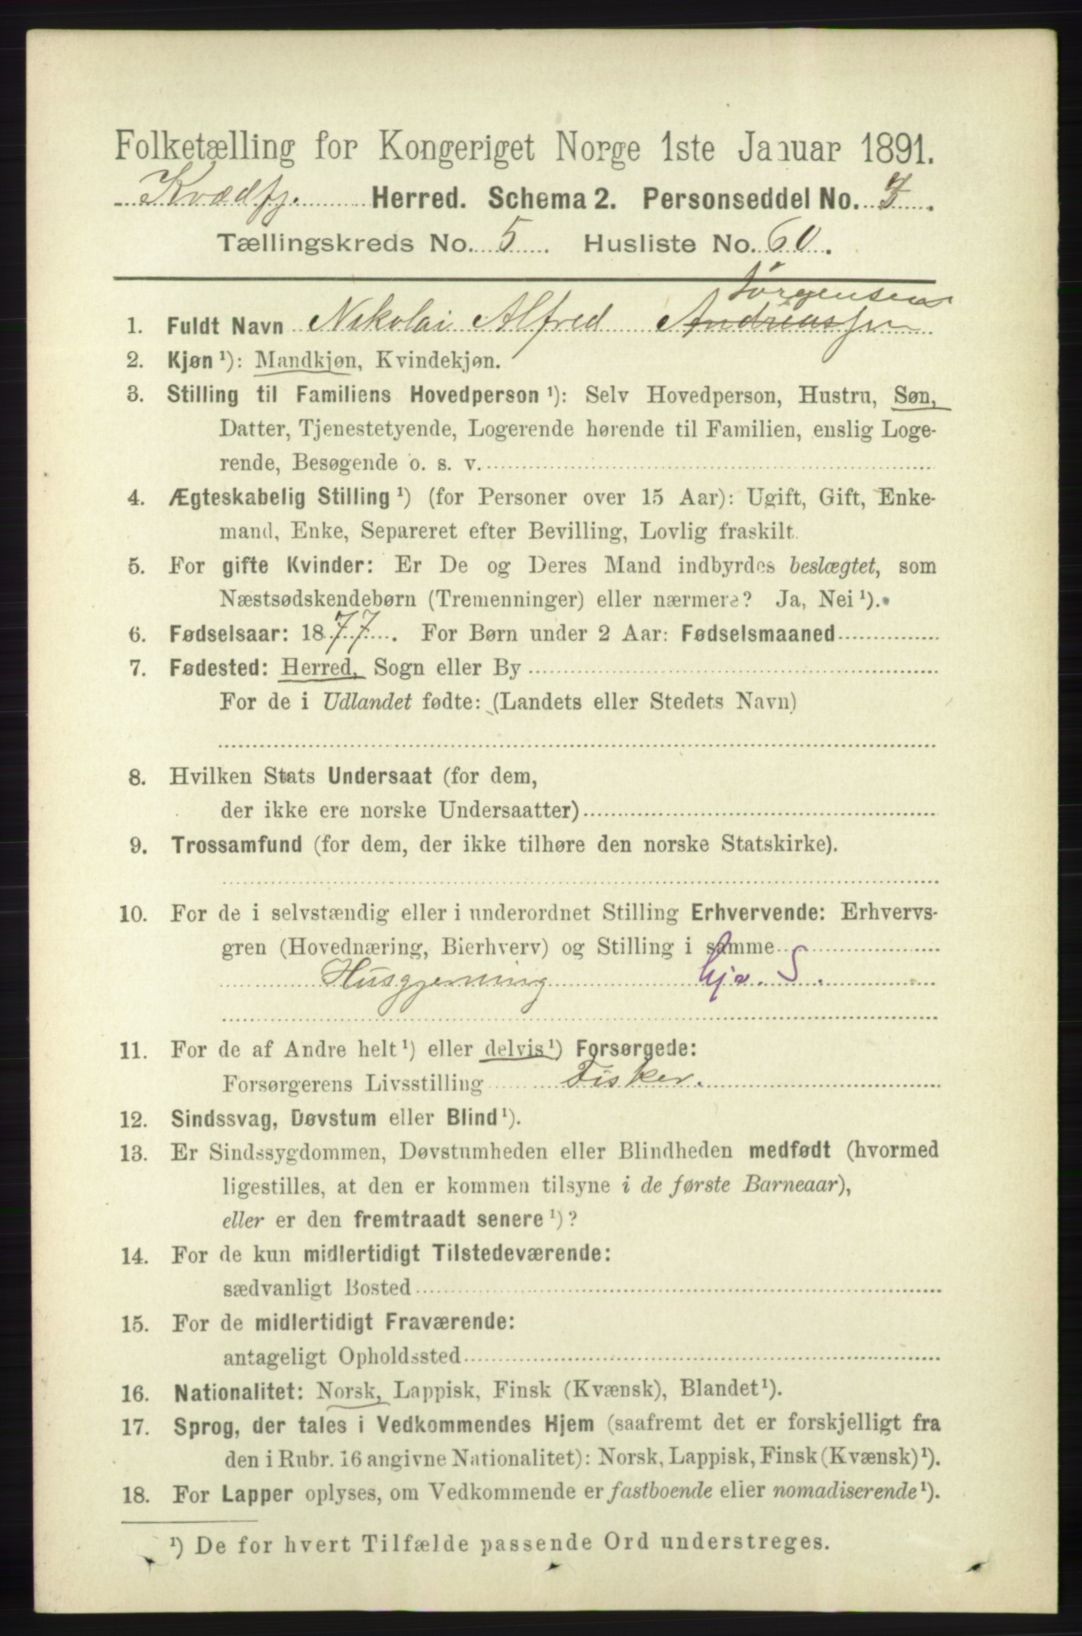 Folketælling for Kongeriget Norge 1ste Januar 1891.
Kvædfj. Herred. Schema 2. Personseddel No. 7.
Tællingskreds No. 5. Husliste No. 60.
Jørgensen
1. Fuldt Navn Nikolai Alfred Andreassen
2. Kjøn ¹): Mandkjøn, Kvindekjøn.
3. Stilling til Familiens Hovedperson ¹): Selv Hovedperson, Hustru, Søn,
Datter, Tjenestetyende, Logerende hørende til Familien, enslig Loge-
rende, Besøgende o. s. v.
4. Ægteskabelig Stilling ¹) (for Personer over 15 Aar): Ugift, Gift, Enke-
mand, Enke, Separeret efter Bevilling, Lovlig fraskilt.
5. For gifte Kvinder: Er De og Deres Mand indbyrdes beslægtet, som
Næstsødskendebørn (Tremenninger) eller nærmere? Ja, Nei ¹).
6. Fødselsaar: 1877. For Børn under 2 Aar: Fødselsmaaned
7. Fødested: Herred, Sogn eller By
For de i Udlandet fødte: (Landets eller Stedets Navn)
8. Hvilken Stats Undersaat (for dem,
der ikke ere norske Undersaatter)
9. Trossamfund (for dem, der ikke tilhøre den norske Statskirke).
10. For de i selvstændig eller i underordnet Stilling Erhvervende: Erhvervs-
gren (Hovednæring, Bierhverv) og Stilling i samme
Husgjerning hjv. S.
11. For de af Andre helt ¹) eller delvis ¹) Forsørgede:
Forsørgerens Livsstilling Fisker.
12. Sindssvag, Døvstum eller Blind ¹).
13. Er Sindssygdommen, Døvstumheden eller Blindheden medfødt (hvormed
ligestilles, at den er kommen tilsyne i de første Barneaar),
eller er den fremtraadt senere ¹)?
14. For de kun midlertidigt Tilstedeværende:
sædvanligt Bosted
15. For de midlertidigt Fraværende:
antageligt Opholdssted
16. Nationalitet: Norsk, Lappisk, Finsk (Kvænsk), Blandet ¹).
17. Sprog, der tales i Vedkommendes Hjem (saafremt det er forskjelligt fra
den i Rubr. 16 angivne Nationalitet): Norsk, Lappisk, Finsk (Kvænsk) ¹).
18. For Lapper oplyses, om Vedkommende er fastboende eller nomadiserende ¹).
¹) De for hvert Tilfælde passende Ord understreges.